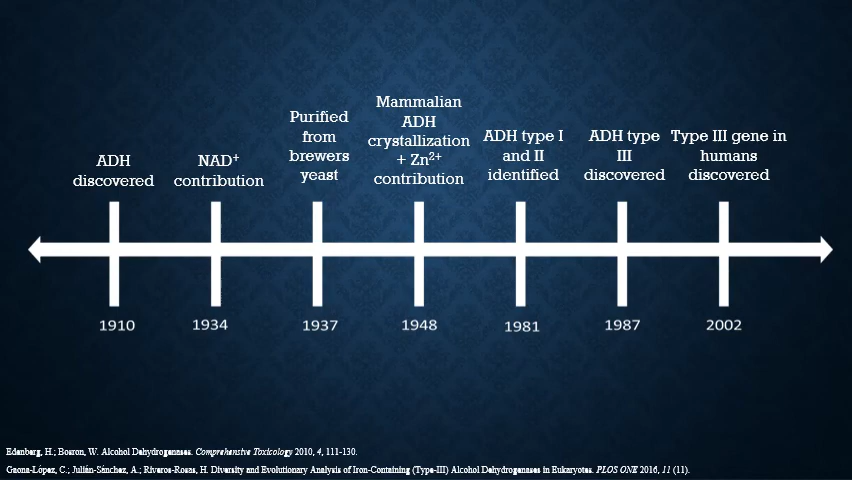 ADH
discovered
NAD⁺
contribution
Purified
from
brewers
yeast
Mammalian
ADH
crystallization
+ Zn²⁺
contribution
ADH type I
and II
identified
ADH type
III
discovered
Type III gene in
humans
discovered
1910
1934
1937
1948
1981
1987
2002
Edenberg, H.; Bosron, W. Alcohol Dehydrogenases. Comprehensive Toxicology 2010, 4, 111-130.
Gaona-López, C.; Julián-Sánchez, A.; Riveros-Rosas, H. Diversity and Evolutionary Analysis of Iron-Containing (Type-III) Alcohol Dehydrogenases in Eukaryotes. PLOS ONE 2016, 11 (11).